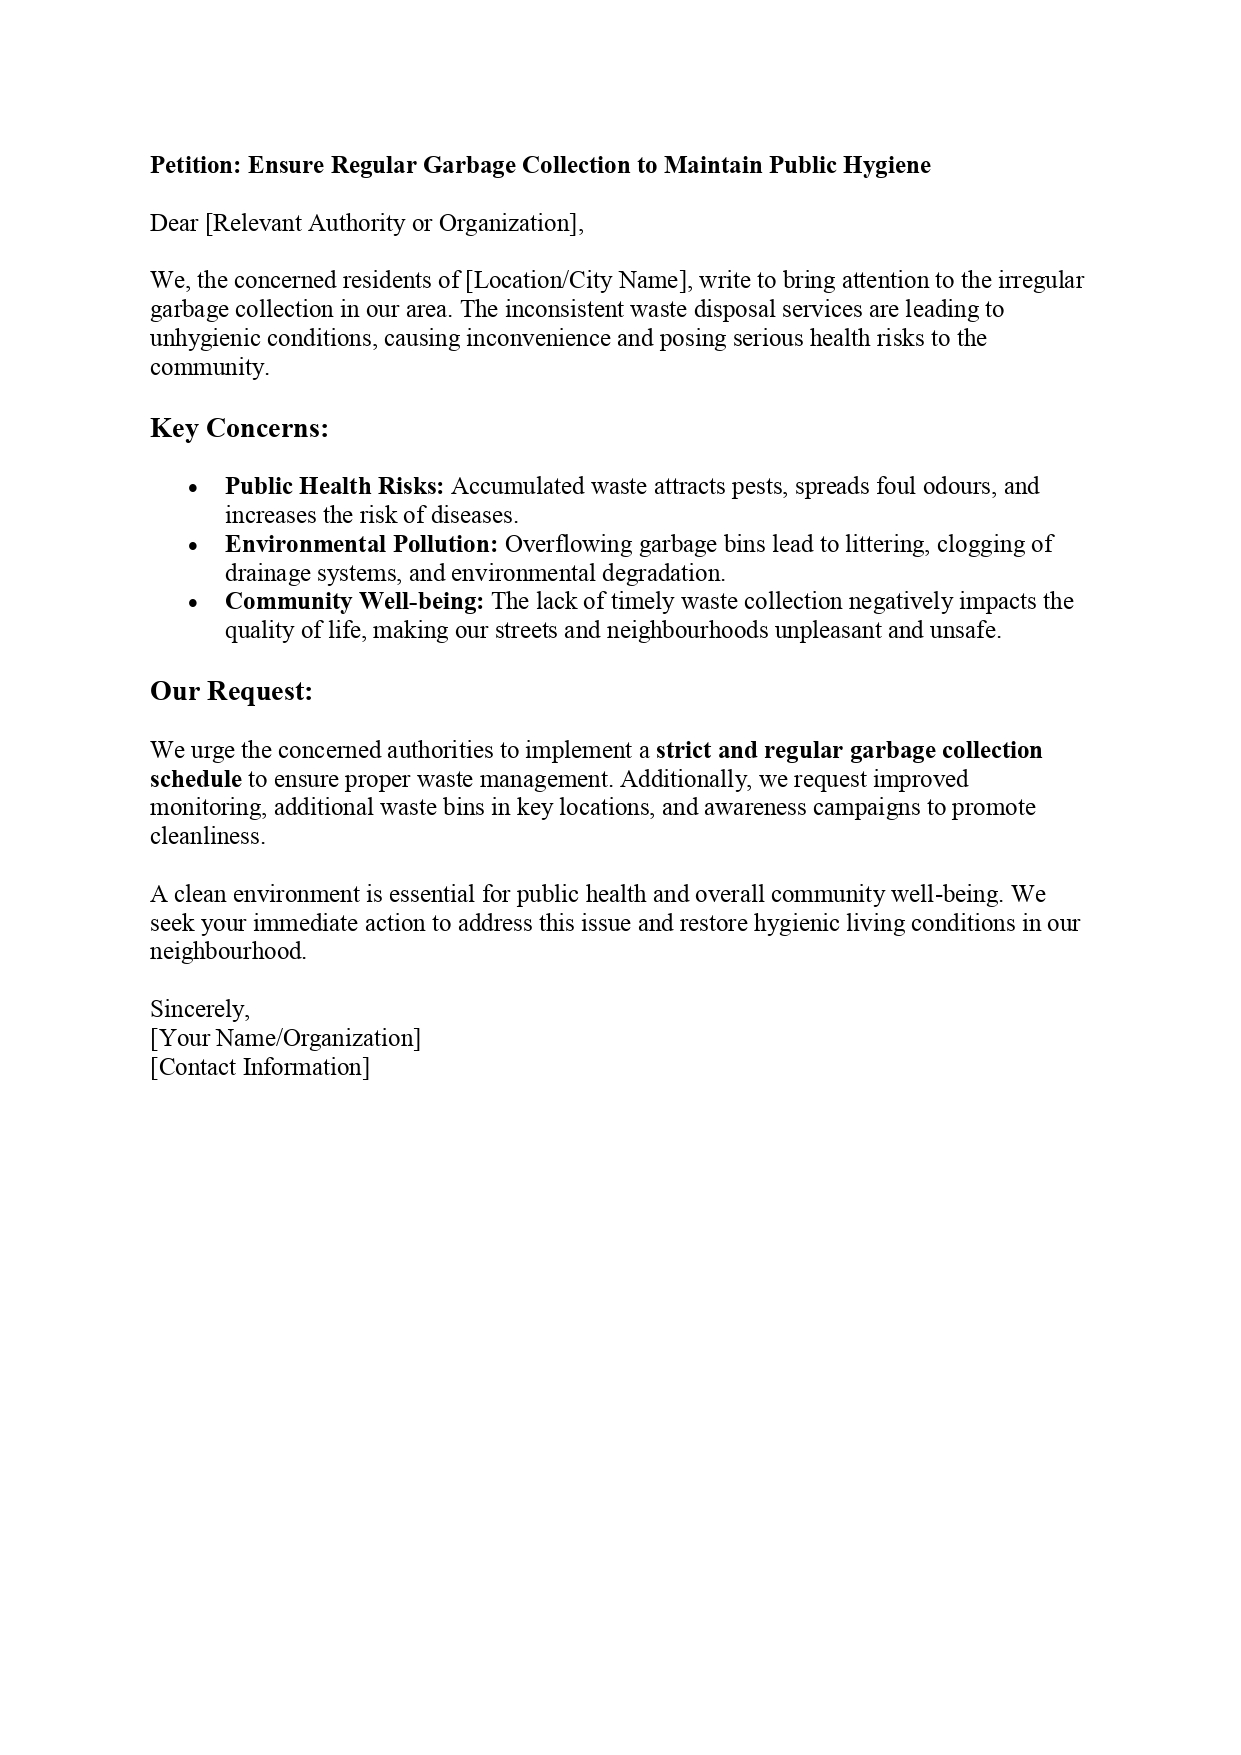 Petition: Ensure Regular Garbage Collection to Maintain Public Hygiene
Dear [Relevant Authority or Organization],
We, the concerned residents of [Location/City Name], write to bring attention to the irregular
garbage collection in our area. The inconsistent waste disposal services are leading to
unhygienic conditions, causing inconvenience and posing serious health risks to the
community.
Key Concerns:
• Public Health Risks: Accumulated waste attracts pests, spreads foul odours, and
increases the risk of diseases.
• Environmental Pollution: Overflowing garbage bins lead to littering, clogging of
drainage systems, and environmental degradation.
• Community Well-being: The lack of timely waste collection negatively impacts the
quality of life, making our streets and neighbourhoods unpleasant and unsafe.
Our Request:
We urge the concerned authorities to implement a strict and regular garbage collection
schedule to ensure proper waste management. Additionally, we request improved
monitoring, additional waste bins in key locations, and awareness campaigns to promote
cleanliness.
A clean environment is essential for public health and overall community well-being. We
seek your immediate action to address this issue and restore hygienic living conditions in our
neighbourhood.
Sincerely,
[Your Name/Organization]
[Contact Information]